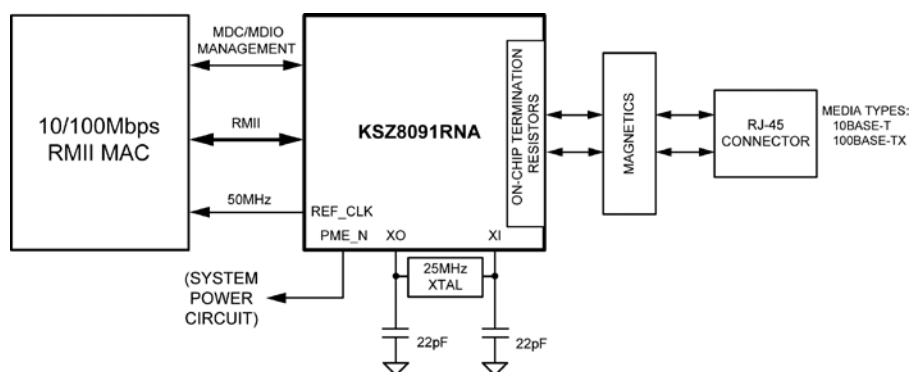 MDC/MDIO
MANAGEMENT
10/100Mbps
RMII MAC
RMII
50MHz
KSZ8091RNA
REF_CLK
PME_N
XO
XI
ON-CHIP TERMINATION
RESISTORS
MAGNETICS
RJ-45
CONNECTOR
MEDIA TYPES:
10BASE-T
100BASE-TX
25MHz
XTAL
(SYSTEM
POWER
CIRCUIT)
22pF
22pF